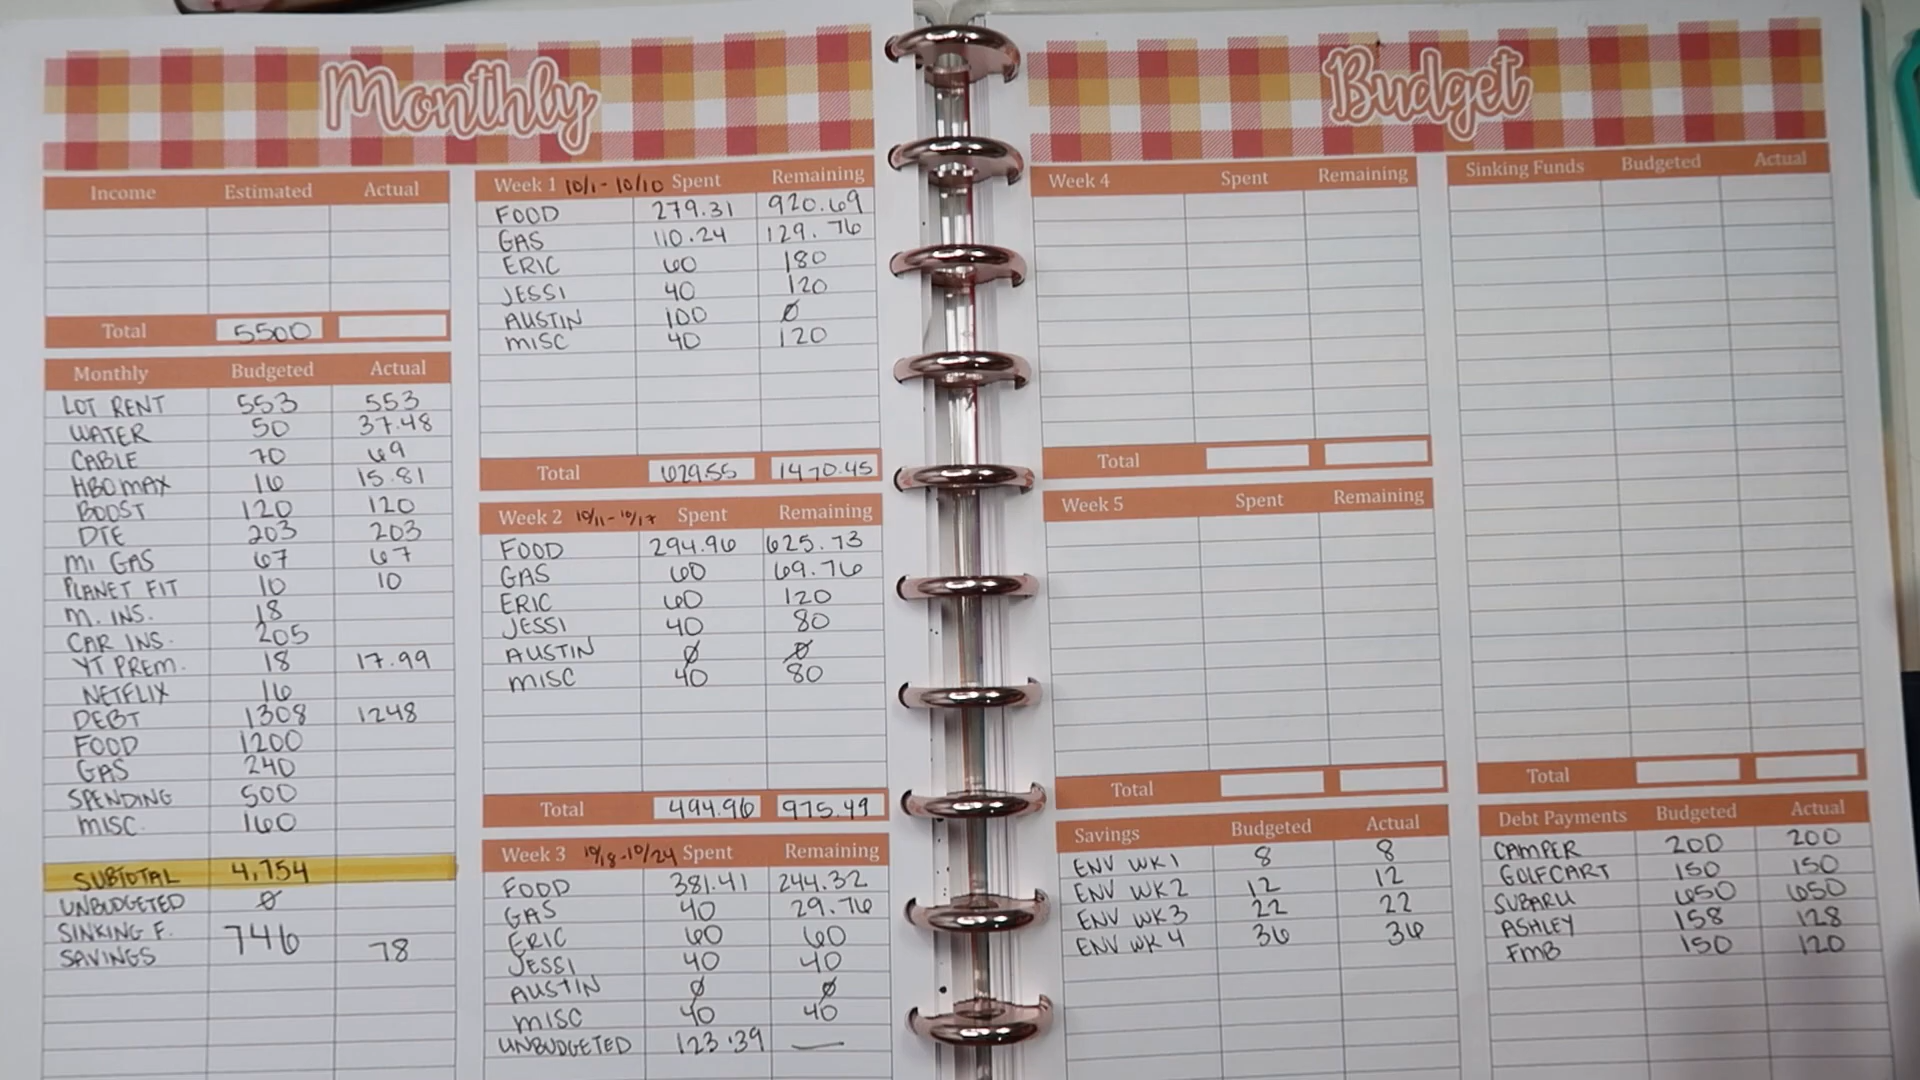 Monthly
Income Estimated Actual
Total 5500
Monthly Budgeted Actual
LOT RENT 553 553
WATER 50 37.48
CABLE 70 69
HBOMAX 16 15.81
BOOST 120 120
DTE 203 203
MI GAS 67 67
PLANET FIT 10 10
M. INS. 18
CAR INS. 205
YT PREM. 18 17.99
NETFLIX 16
DEBT 1308 1248
FOOD 1200
GAS 240
SPENDING 500
MISC. 160
SUBTOTAL 4,754
UNBUDGETED Ø
SINKING F. 746
SAVINGS 78
Week 1 10/1-10/10 Spent Remaining
FOOD 279.31 920.69
GAS 110.24 129.76
ERIC 60 180
JESSI 40 120
AUSTIN 100 Ø
MISC 40 120
Total 629.55 1470.45
Week 2 10/11-10/17 Spent Remaining
FOOD 294.96 625.73
GAS 60 69.76
ERIC 60 120
JESSI 40 80
AUSTIN Ø Ø
MISC 40 80
Total 494.96 975.49
Week 3 10/18-10/24 Spent Remaining
FOOD 381.41 244.32
GAS 40 29.76
ERIC 60 60
JESSI 40 40
AUSTIN Ø Ø
MISC 40 40
UNBUDGETED 123.39 —
Budget
Week 4 Spent Remaining
Total
Week 5 Spent Remaining
Total
Savings Budgeted Actual
ENV WK1 8 8
ENV WK2 12 12
ENV WK3 22 22
ENV WK4 36 36
Sinking Funds Budgeted Actual
Total
Debt Payments Budgeted Actual
CAMPER 200 200
GOLFCART 150 150
SUBARU 650 650
ASHLEY 158 128
FMB 150 120